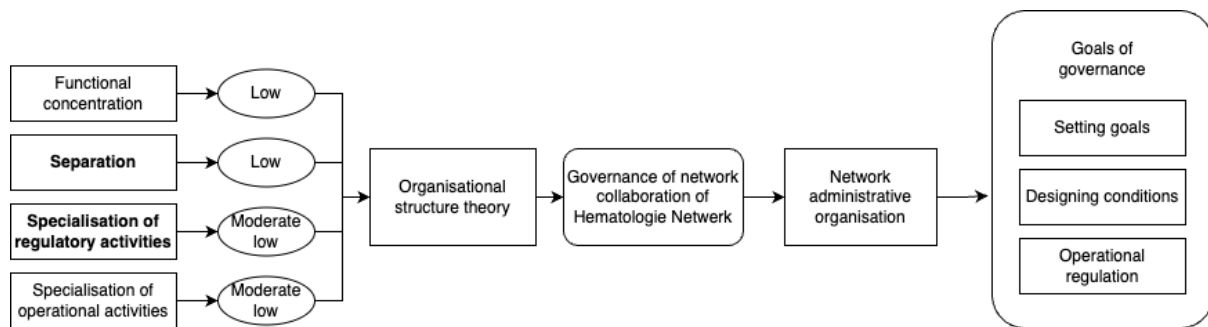 Functional
concentration
Low
Separation
Low
Specialisation of
regulatory activities
Moderate
low
Specialisation of
operational activities
Moderate
low
Organisational
structure theory
Governance of network
collaboration of
Hematologie Netwerk
Network
administrative
organisation
Goals of
governance
Setting goals
Designing conditions
Operational
regulation